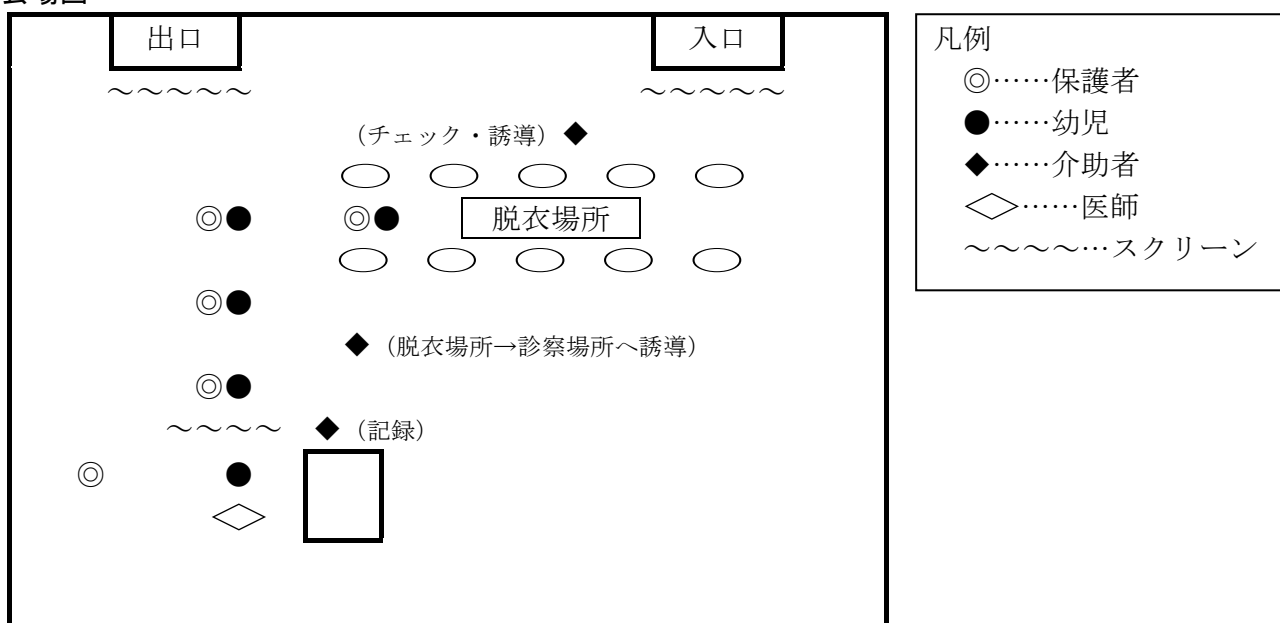 出口
入口
～～～～～
～～～～～
（チェック・誘導）◆
◎●
◎●
脱衣場所
◎●
◆（脱衣場所→診察場所へ誘導）
◎●
～～～～
◆（記録）
◎
●
凡例
◎……保護者
●……幼児
◆……介助者
◇……医師
～～～～…スクリーン